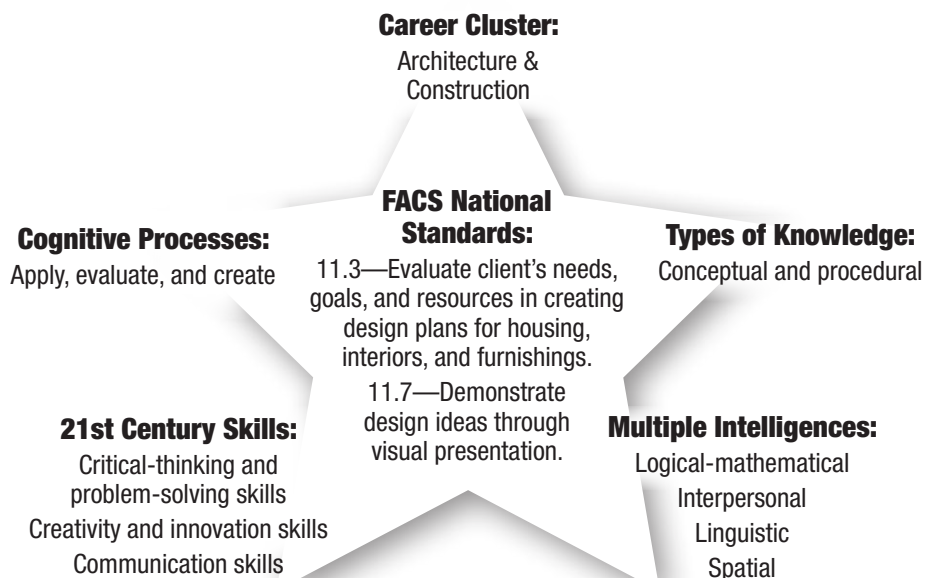 Career Cluster:
Architecture &
Construction
FACS National
Standards:
11.3—Evaluate client’s needs,
goals, and resources in creating
design plans for housing,
interiors, and furnishings.
11.7—Demonstrate
design ideas through
visual presentation.
Cognitive Processes:
Apply, evaluate, and create
Types of Knowledge:
Conceptual and procedural
21st Century Skills:
Critical-thinking and
problem-solving skills
Creativity and innovation skills
Communication skills
Multiple Intelligences:
Logical-mathematical
Interpersonal
Linguistic
Spatial